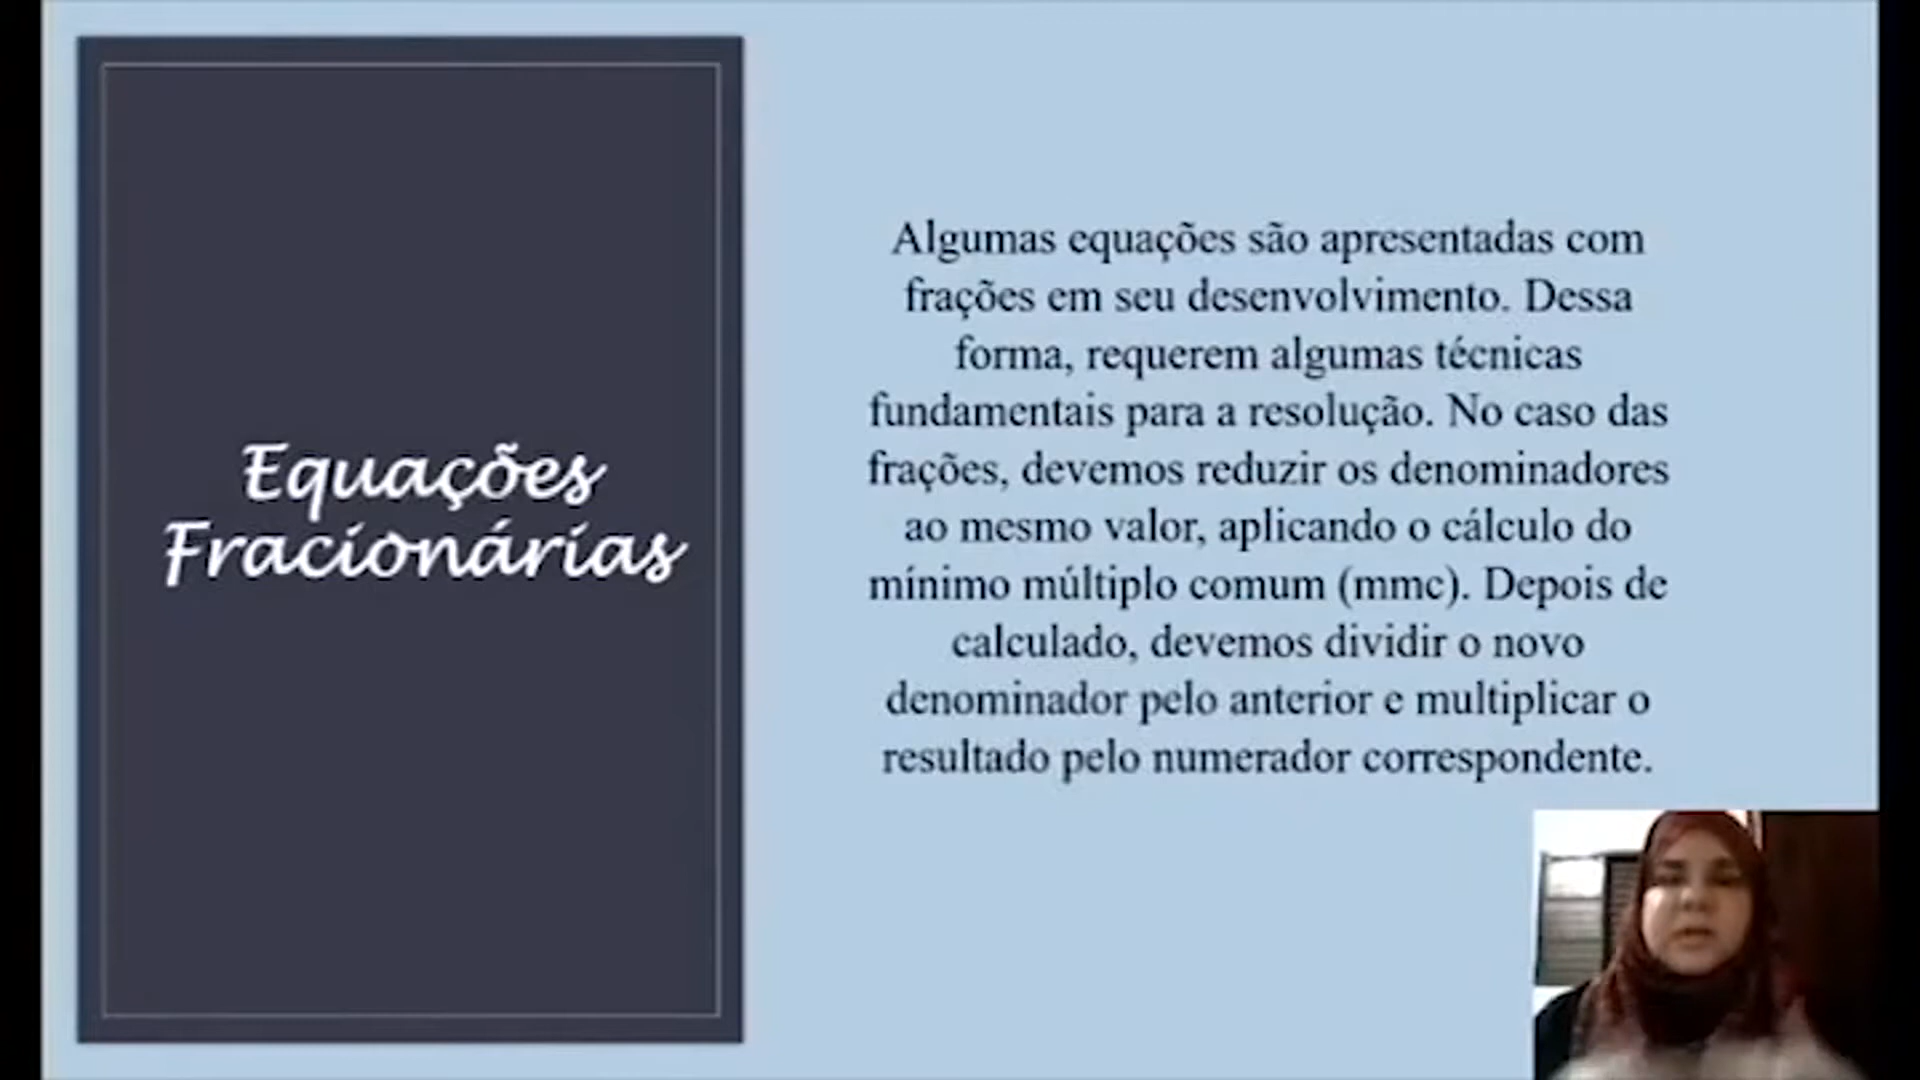 Equações
Fracionárias
Algumas equações são apresentadas com
frações em seu desenvolvimento. Dessa
forma, requerem algumas técnicas
fundamentais para a resolução. No caso das
frações, devemos reduzir os denominadores
ao mesmo valor, aplicando o cálculo do
mínimo múltiplo comum (mmc). Depois de
calculado, devemos dividir o novo
denominador pelo anterior e multiplicar o
resultado pelo numerador correspondente.